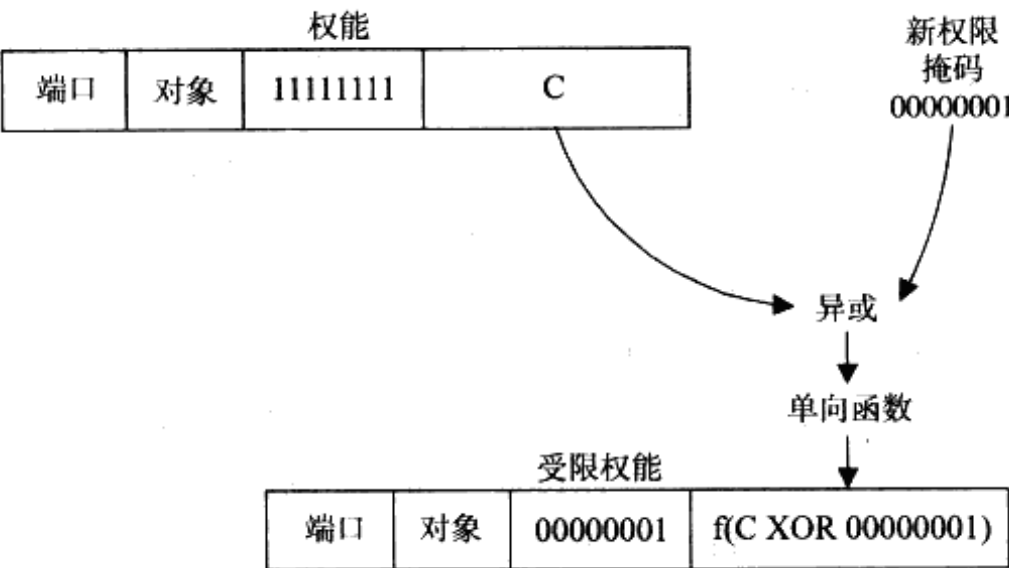 权能
新权限
掩码
00000001
端口 对象 11111111 C
异或
单向函数
受限权能
端口 对象 00000001 f(C XOR 00000001)